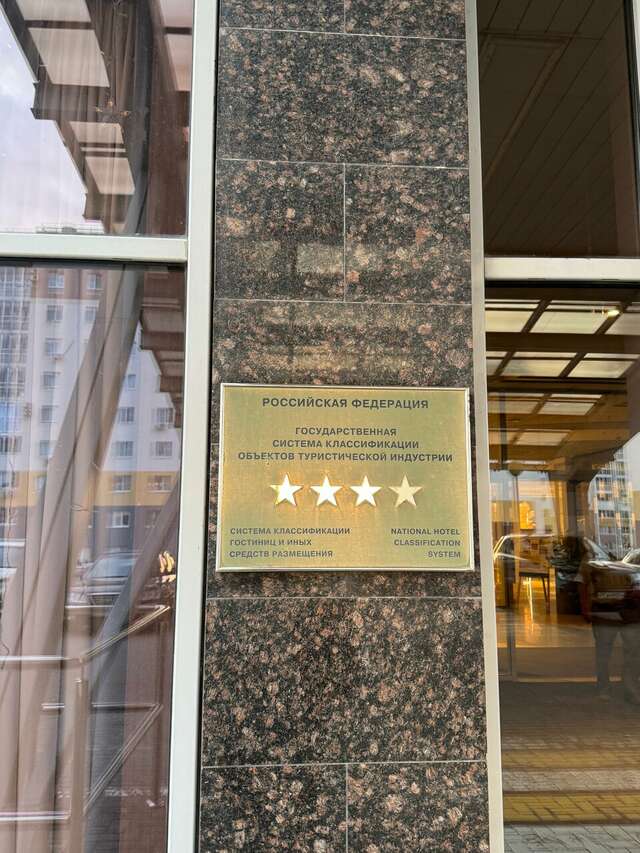 РОССИЙСКАЯ ФЕДЕРАЦИЯ
ГОСУДАРСТВЕННАЯ
СИСТЕМА КЛАССИФИКАЦИИ
ОБЪЕКТОВ ТУРИСТИЧЕСКОЙ ИНДУСТРИИ
СИСТЕМА КЛАССИФИКАЦИИ
ГОСТИНИЦ И ИНЫХ
СРЕДСТВ РАЗМЕЩЕНИЯ
NATIONAL HOTEL
CLASSIFICATION
SYSTEM